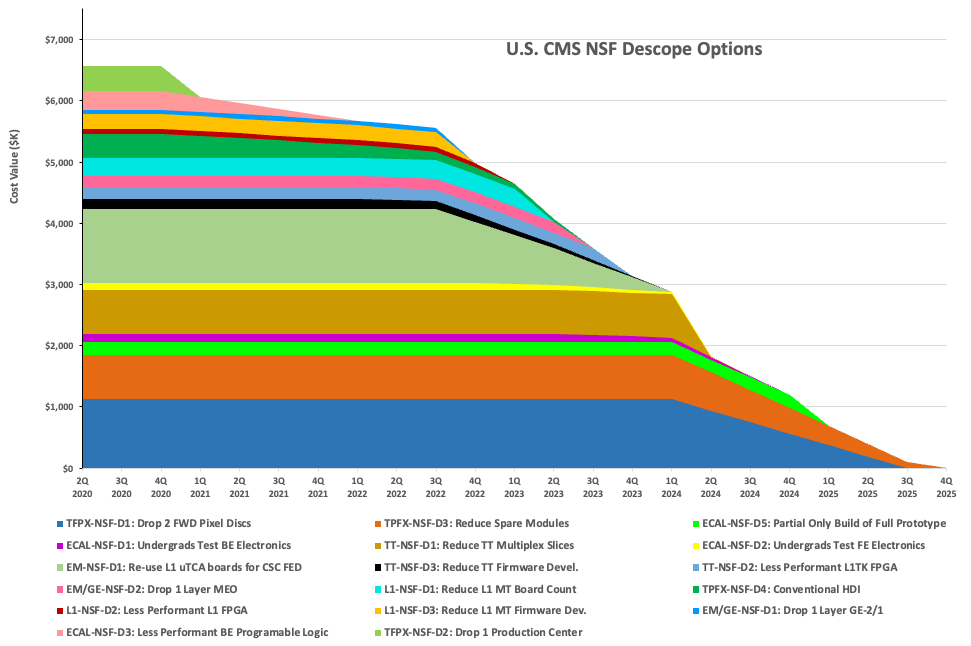 U.S. CMS NSF Descope Options
Cost Value ($K)
$7,000
$6,000
$5,000
$4,000
$3,000
$2,000
$1,000
$0
2Q 3Q 4Q 1Q 2Q 3Q 4Q 1Q 2Q 3Q 4Q 1Q 2Q 3Q 4Q 1Q 2Q 3Q 4Q 1Q 2Q 3Q 4Q
2020 2020 2020 2021 2021 2021 2021 2022 2022 2022 2022 2023 2023 2023 2023 2024 2024 2024 2024 2025 2025 2025 2025
TFPX-NSF-D1: Drop 2 FWD Pixel Discs TPFX-NSF-D3: Reduce Spare Modules ECAL-NSF-D5: Partial Only Build of Full Prototype
ECAL-NSF-D1: Undergrads Test BE Electronics TT-NSF-D1: Reduce TT Multiplex Slices ECAL-NSF-D2: Undergrads Test FE Electronics
EM-NSF-D1: Re-use L1 uTCA boards for CSC FED TT-NSF-D3: Reduce TT Firmware Devel. TT-NSF-D2: Less Performant L1TK FPGA
EM/GE-NSF-D2: Drop 1 Layer MEO L1-NSF-D1: Reduce L1 MT Board Count TPFX-NSF-D4: Conventional HDI
L1-NSF-D2: Less Performant L1 FPGA L1-NSF-D3: Reduce L1 MT Firmware Dev. EM/GE-NSF-D1: Drop 1 Layer GE-2/1
ECAL-NSF-D3: Less Performant BE Programable Logic TFPX-NSF-D2: Drop 1 Production Center